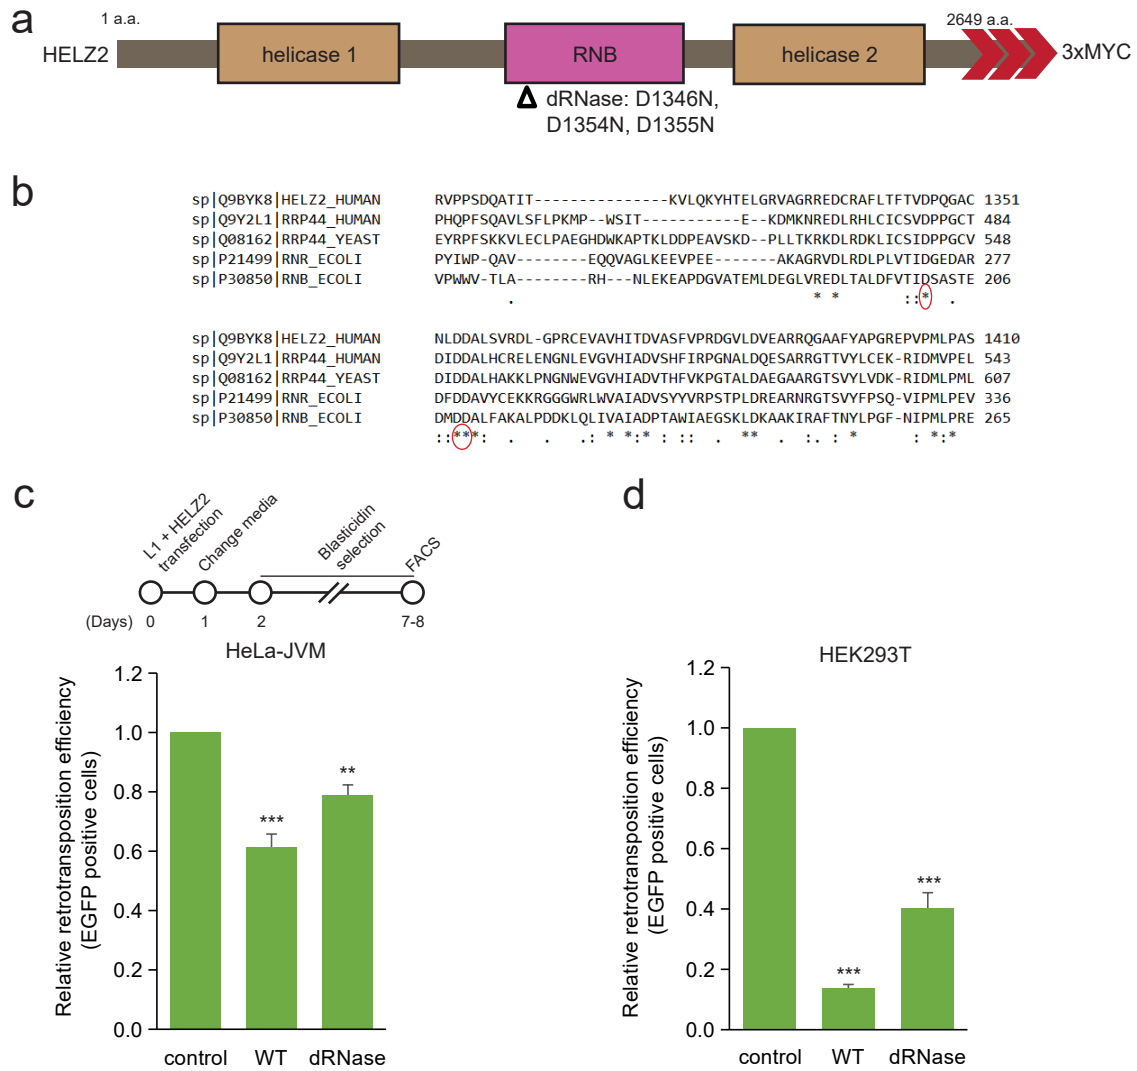 a
1 a.a.
2649 a.a.
HELZ2
helicase 1
RNB
helicase 2
3xMYC
dRNase: D1346N,
D1354N, D1355N
b
sp|Q9BYK8|HELZ2_HUMAN RVPPSDQATIT---------------KVLQKYHTELGRVAGRREDCRAFLTFTVDPQGAC 1351
sp|Q9Y2L1|RRP44_HUMAN PHQPFSQAVLSFLPKMP--WSIT----------E--KDMKNREDLRHLCICSVDPPGCT 484
sp|Q08162|RRP44_YEAST EYRPFSKKVLECLPAEGHDWKAPTKLDDPEAVSKD--PLLTKRKDLRDKLICSIDPPGCV 548
sp|P21499|RNR_ECOLI PYIWP-QAV--------EQQVAGLKEEVPEE-----AKAGRVDLRDLPLVTIDGEDAR 277
sp|P30850|RNB_ECOLI VPWWV-TLA--------RH---NLEKEAPDGVATEMLDEGLVREDLTALDFVTIDSASTE 206
. * * ::* .
sp|Q9BYK8|HELZ2_HUMAN NLDDALSVRDL-GPRCEVAVHITDVASFVPRDGVLDVEARRQGAAFYAPGREPVPMLPAS 1410
sp|Q9Y2L1|RRP44_HUMAN DIDDALHCRELENGNLEVGVHIADVSHFIRPGNALDQESARRGTTVYLCEK-RIDMVPEL 543
sp|Q08162|RRP44_YEAST DIDDALHAKKLPNGNWEVGVHIADVTHFVKPGTALDAEGAARGTSVYLVDK-RIDMLPML 607
sp|P21499|RNR_ECOLI DFDDAVYCEKKRGGGWRLWVAIADVSYYVRPSTPLDREARNRGTSVYFPSQ-VIPMLPEV 336
sp|P30850|RNB_ECOLI DMDDALFAKALPDDKLQLIVAIADPTAWIAEGSKLDKAAKIRAFTNYLPGF-NIPMLPRE 265
::***: . . .: * *:* : :: . ** *. :. : * : *:*
c
L1 + HELZ2
transfection
Change media
Blasticidin
selection
FACS
(Days) 0 1 2 7-8
HeLa-JVM
Relative retrotransposition efficiency
(EGFP positive cells)
1.2
1.0
0.8
0.6
0.4
0.2
0.0
***
**
control WT dRNase
d
HEK293T
Relative retrotransposition efficiency
(EGFP positive cells)
1.2
1.0
0.8
0.6
0.4
0.2
0.0
***
***
control WT dRNase